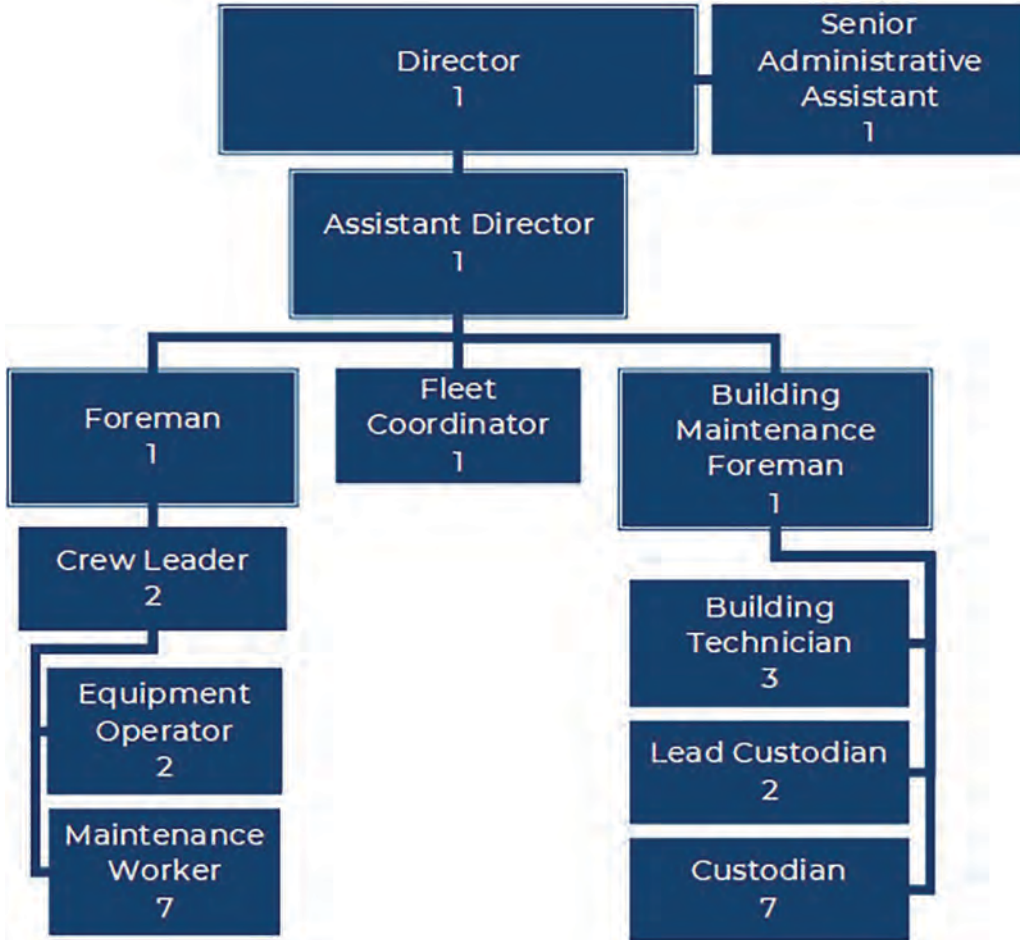 Director
1
Senior
Administrative
Assistant
1
Assistant Director
1
Foreman
1
Fleet
Coordinator
1
Building
Maintenance
Foreman
1
Crew Leader
2
Equipment
Operator
2
Maintenance
Worker
7
Building
Technician
3
Lead Custodian
2
Custodian
7